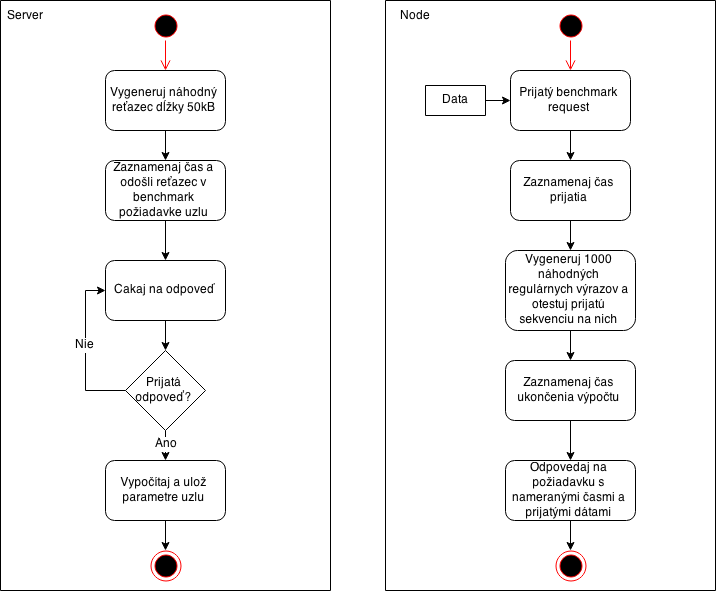 Server
Vygeneruj náhodný
reťazec dĺžky 50kB
Zaznamenaj čas a
odošli reťazec v
benchmark
požiadavke uzlu
Cakaj na odpoveď
Nie
Prijatá
odpoveď?
Ano
Vypočítaj a ulož
parametre uzlu
Node
Data
Prijatý benchmark
request
Zaznamenaj čas
prijatia
Vygeneruj 1000
náhodných
regulárnych výrazov a
otestuj prijatú
sekvenciu na nich
Zaznamenaj čas
ukončenia výpočtu
Odpovedaj na
požiadavku s
nameranými časmi a
prijatými dátami